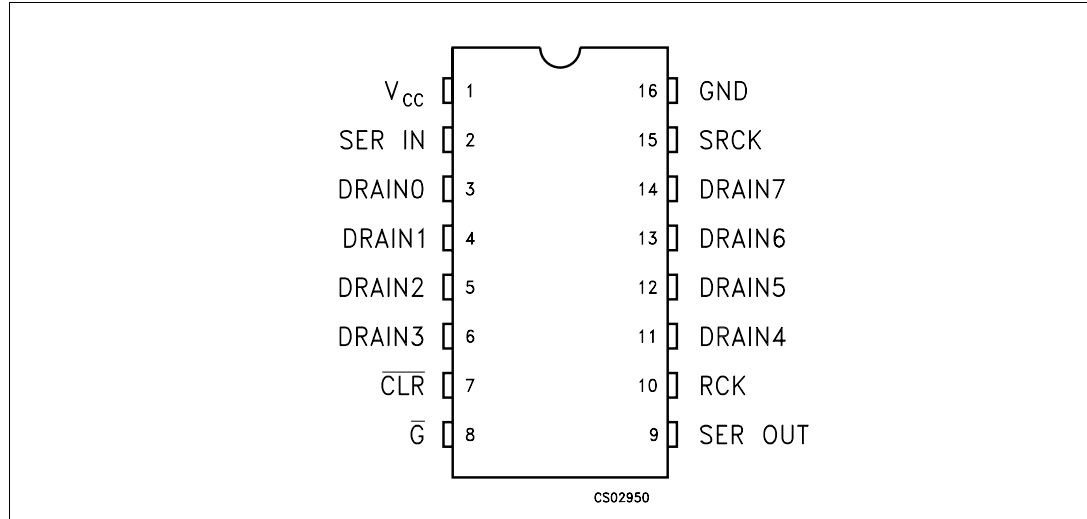 V_CC 1 16 GND
SER IN 2 15 SRCK
DRAIN0 3 14 DRAIN7
DRAIN1 4 13 DRAIN6
DRAIN2 5 12 DRAIN5
DRAIN3 6 11 DRAIN4
C̅L̅R̅ 7 10 RCK
G̅ 8 9 SER OUT
CS02950